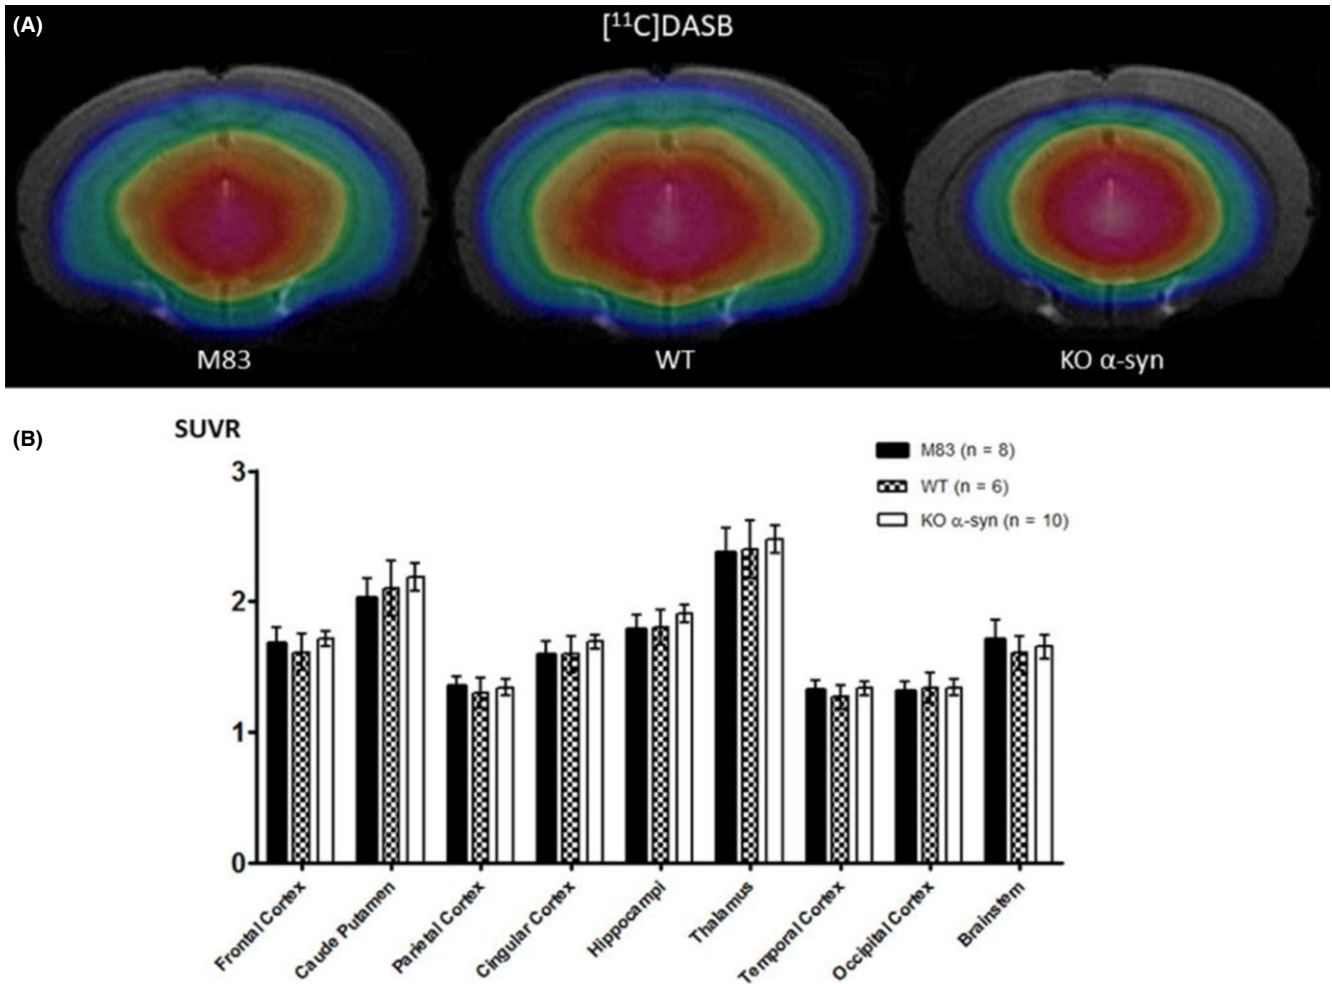 (A)
[¹¹C]DASB
M83
WT
KO α-syn
(B)
SUVR
M83 (n = 8)
WT (n = 6)
KO α-syn (n = 10)
3
2
1
0
Frontal Cortex
Caude Putamen
Parietal Cortex
Cingular Cortex
Hippocampi
Thalamus
Temporal Cortex
Occipital Cortex
Brainstem